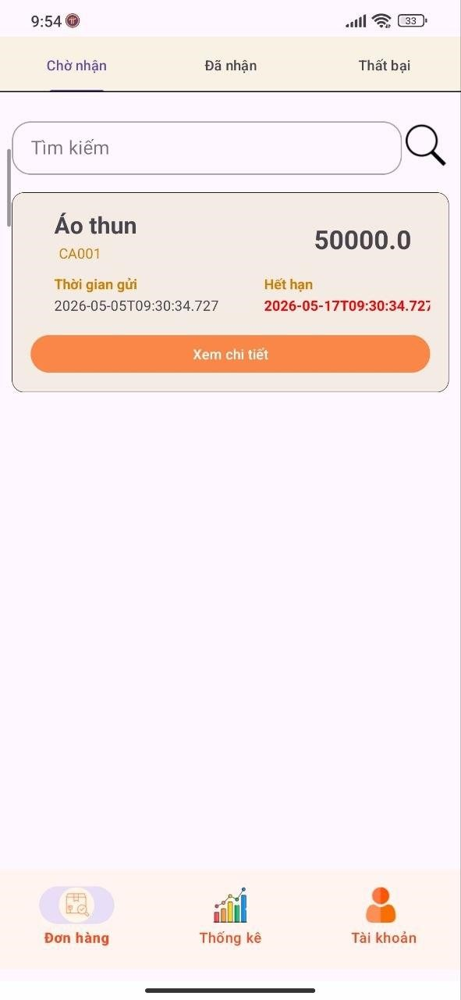 9:54
33
Chờ nhận
Đã nhận
Thất bại
Tìm kiếm
Áo thun
50000.0
CA001
Thời gian gửi
Hết hạn
2026-05-05T09:30:34.727
2026-05-17T09:30:34.727
Xem chi tiết
Đơn hàng
Thống kê
Tài khoản